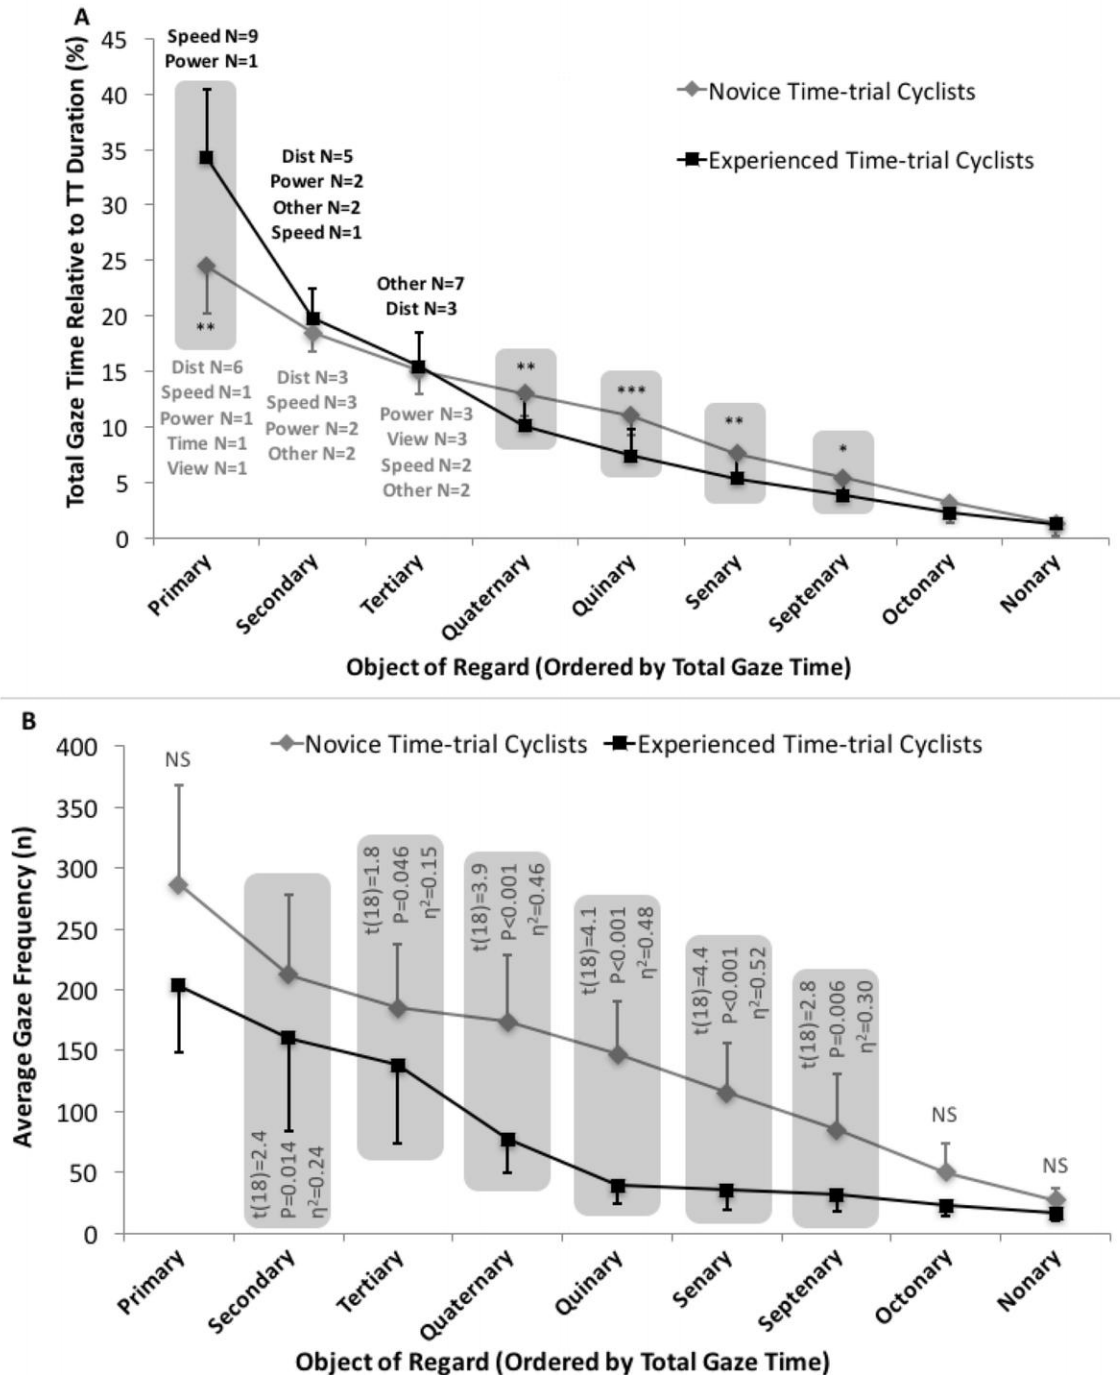 A
Total Gaze Time Relative to TT Duration (%)
45
40
35
30
25
20
15
10
5
0
Speed N=9
Power N=1
Dist N=5
Power N=2
Other N=2
Speed N=1
Other N=7
Dist N=3
Novice Time-trial Cyclists
Experienced Time-trial Cyclists
**
Dist N=6
Speed N=1
Power N=1
Time N=1
View N=1
Dist N=3
Speed N=3
Power N=2
Other N=2
Power N=3
View N=3
Speed N=2
Other N=2
**
***
**
*
Primary
Secondary
Tertiary
Quaternary
Quinary
Senary
Septenary
Octonary
Nonary
Object of Regard (Ordered by Total Gaze Time)
B
Average Gaze Frequency (n)
400
350
300
250
200
150
100
50
0
Novice Time-trial Cyclists
Experienced Time-trial Cyclists
NS
t(18)=2.4
P=0.014
η²=0.24
t(18)=1.8
P=0.046
η²=0.15
t(18)=3.9
P<0.001
η²=0.46
t(18)=4.1
P<0.001
η²=0.48
t(18)=4.4
P<0.001
η²=0.52
t(18)=2.8
P=0.006
η²=0.30
NS
NS
Primary
Secondary
Tertiary
Quaternary
Quinary
Senary
Septenary
Octonary
Nonary
Object of Regard (Ordered by Total Gaze Time)